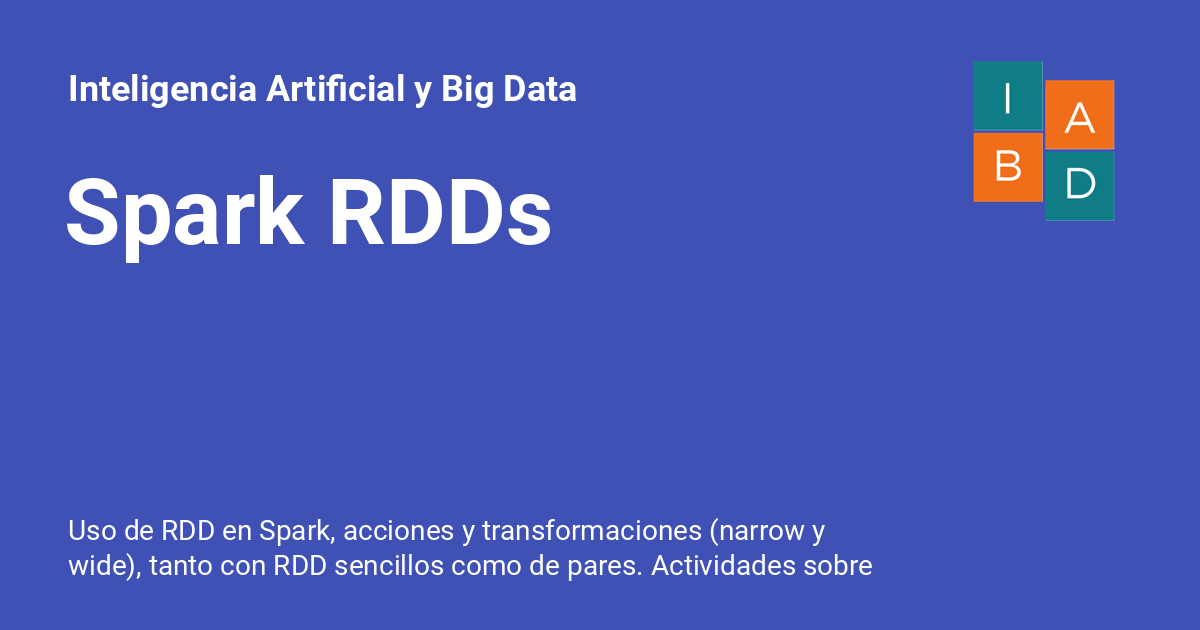 Inteligencia Artificial y Big Data
I A
B D
Spark RDDs
Uso de RDD en Spark, acciones y transformaciones (narrow y
wide), tanto con RDD sencillos como de pares. Actividades sobre